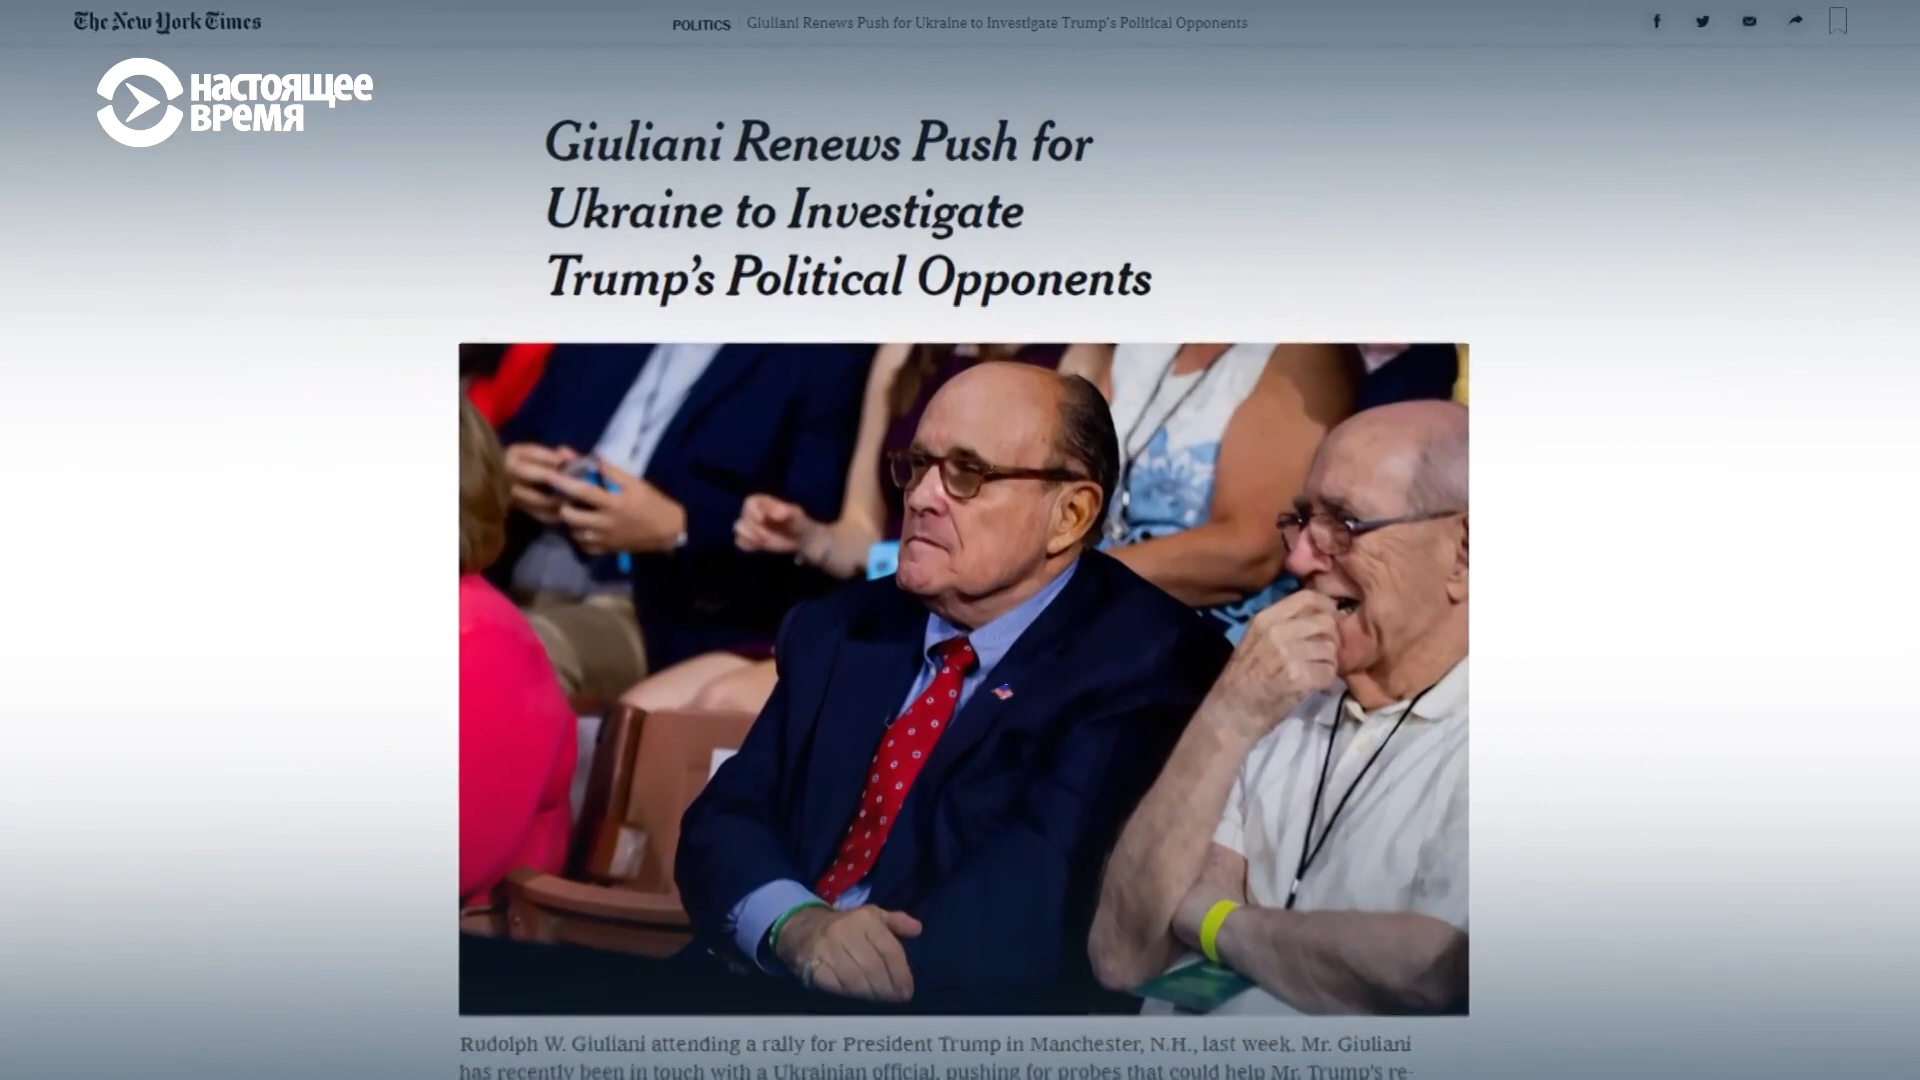 The New York Times
POLITICS | Giuliani Renews Push for Ukraine to Investigate Trump's Political Opponents
НАСТОЯЩЕЕ
ВРЕМЯ
Giuliani Renews Push for
Ukraine to Investigate
Trump's Political Opponents
Rudolph W. Giuliani attending a rally for President Trump in Manchester, N.H., last week. Mr. Giuliani
has recently been in touch with a Ukrainian official, pushing for probes that could help Mr. Trump's re-